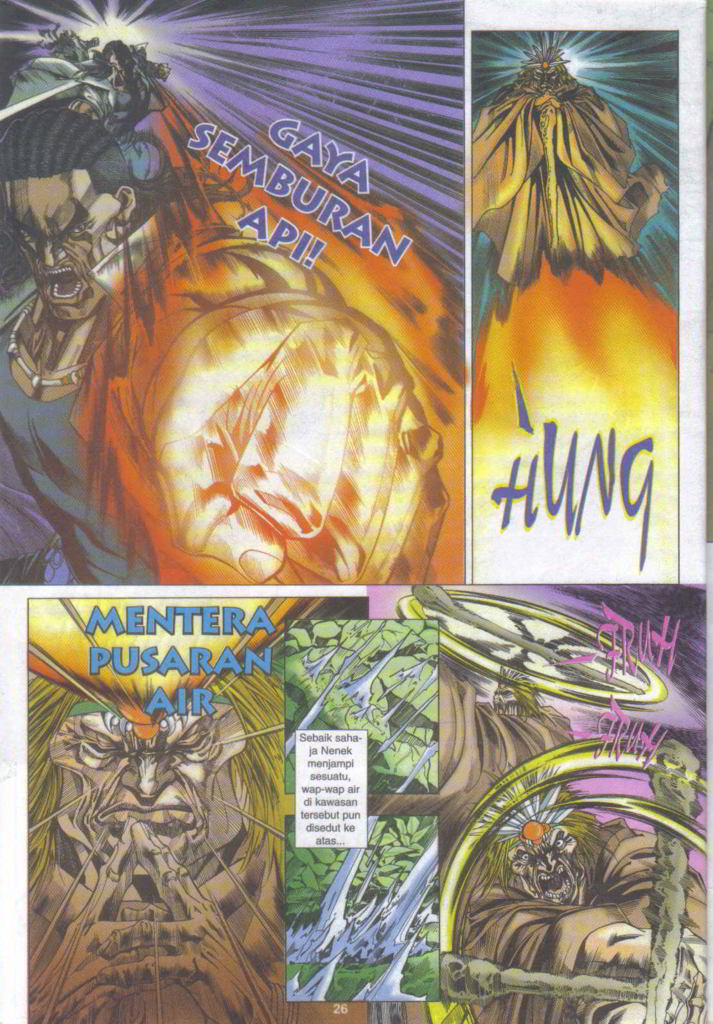 GAYA
SEMBURAN
API!
HUNG
MENTERA
PUSARAN
AIR
Sebaik saha-
ja Nenek
menjampi
sesuatu,
wap-wap air
di kawasan
tersebut pun
disedut ke
atas...
26